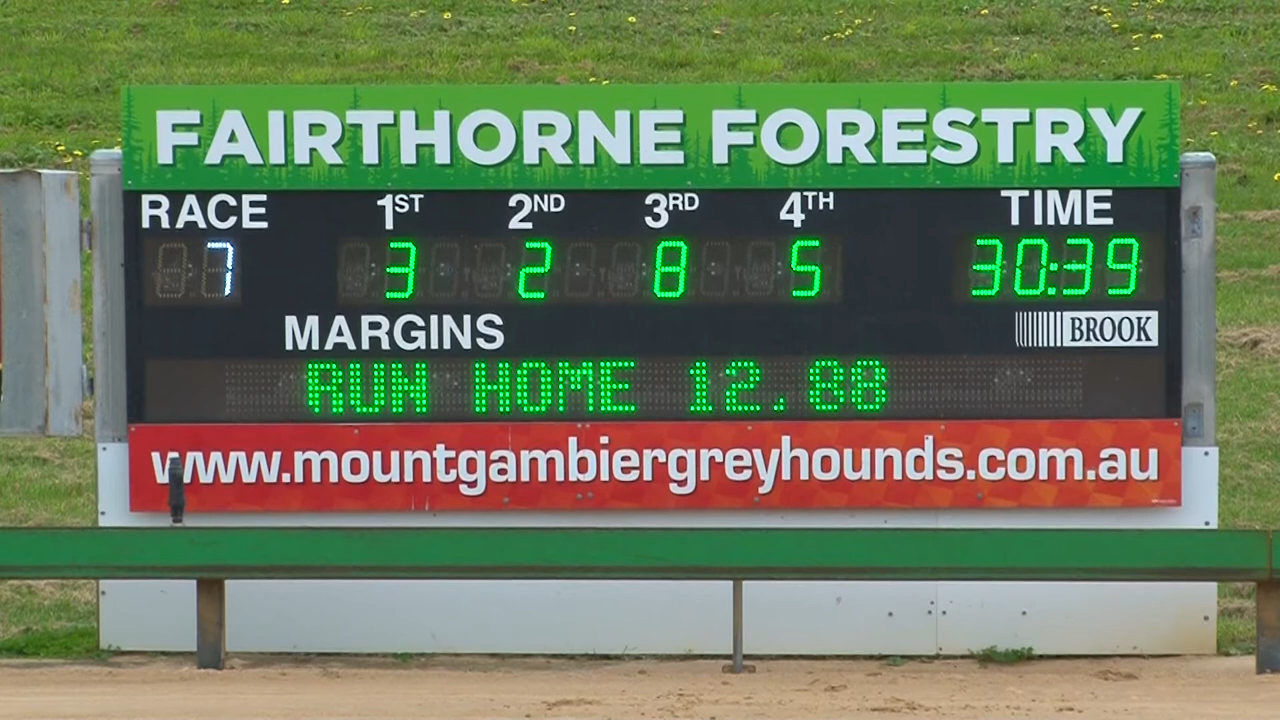 FAIRTHORNE FORESTRY
RACE 1ST 2ND 3RD 4TH TIME
7 3 2 8 5 30:39
MARGINS
BROOK
RUN HOME 12.88
www.mountgambiergreyhounds.com.au